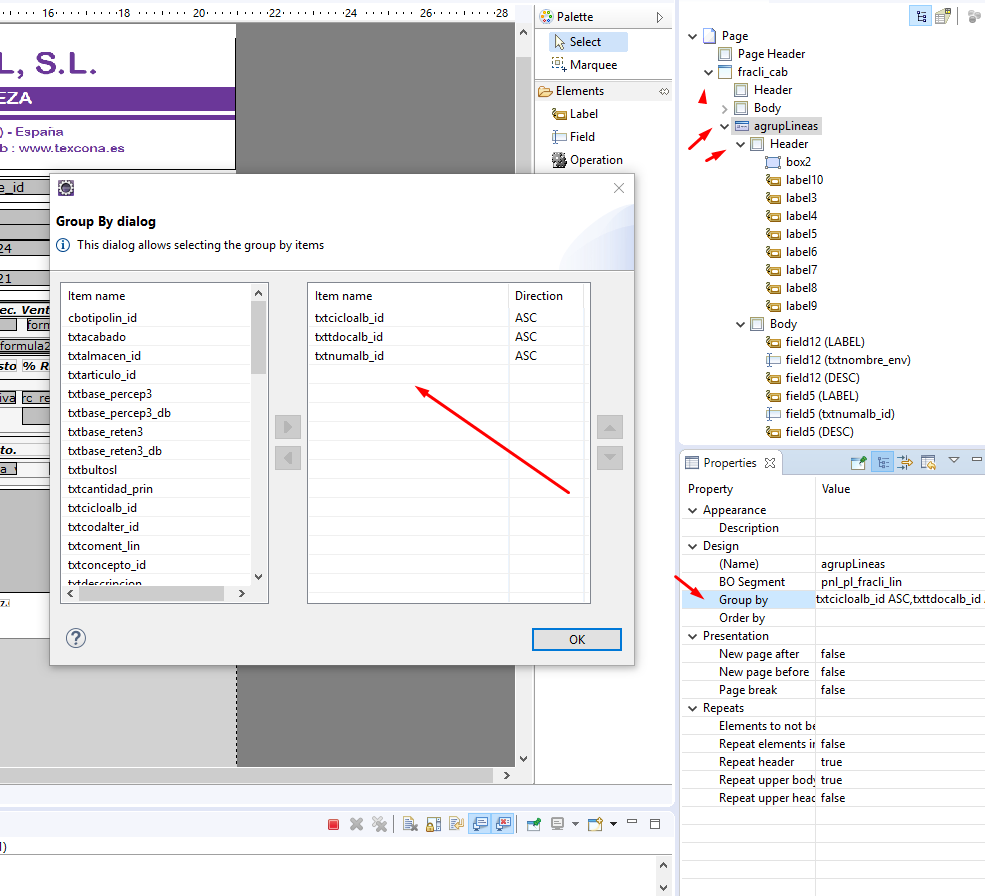 16 18 20 22 24 26 28
L, S.L.
EZA
) - España
b : www.texcona.es
e_id
24
21
ec. Vent
form
formula2
sto % R
iva rc_re
to.
a
z.
Palette
Select
Marquee
Elements
Label
Field
Operation
Group By dialog
This dialog allows selecting the group by items
Item name
cbotipolin_id
txtacabado
txtalmacen_id
txtarticulo_id
txtbase_percep3
txtbase_percep3_db
txtbase_reten3
txtbase_reten3_db
txtbultosl
txtcantidad_prin
txtcicloalb_id
txtcodalter_id
txtcoment_lin
txtconcepto_id
txtdescripcion
Item name Direction
txtcicloalb_id ASC
txttdocalb_id ASC
txtnumalb_id ASC
OK
Page
Page Header
fracli_cab
Header
Body
agrupLineas
Header
box2
label10
label3
label4
label5
label6
label7
label8
label9
Body
field12 (LABEL)
field12 (txtnombre_env)
field12 (DESC)
field5 (LABEL)
field5 (txtnumalb_id)
field5 (DESC)
Properties
Property Value
Appearance
Description
Design
(Name) agrupLineas
BO Segment pnl_pl_fracli_lin
Group by txtcicloalb_id ASC,txttdocalb_id
Order by
Presentation
New page after false
New page before false
Page break false
Repeats
Elements to not be
Repeat elements i false
Repeat header true
Repeat upper body true
Repeat upper head false
)